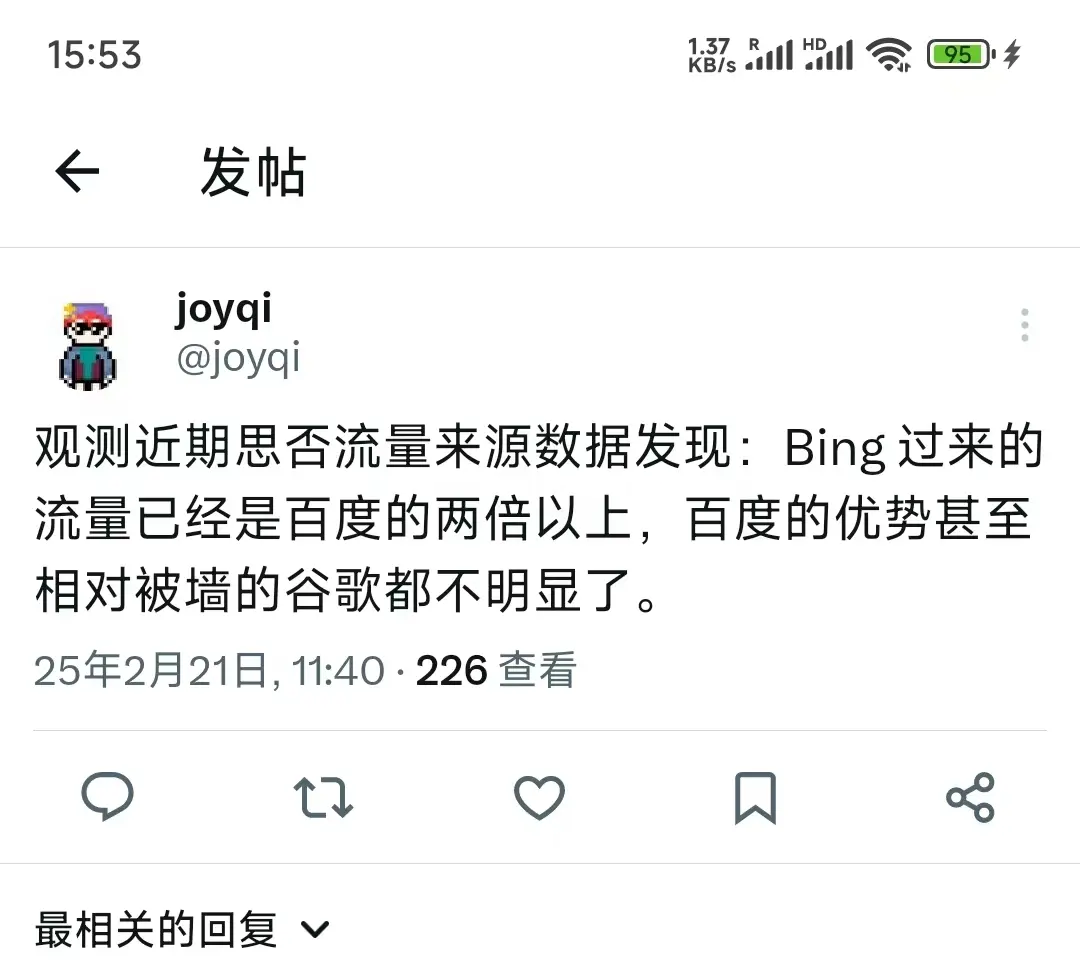 15:53
1.37 KB/s R HD 95
发帖
joyqi
@joyqi
观测近期思否流量来源数据发现：Bing 过来的
流量已经是百度的两倍以上，百度的优势甚至
相对被墙的谷歌都不明显了。
25年2月21日, 11:40 · 226 查看
最相关的回复